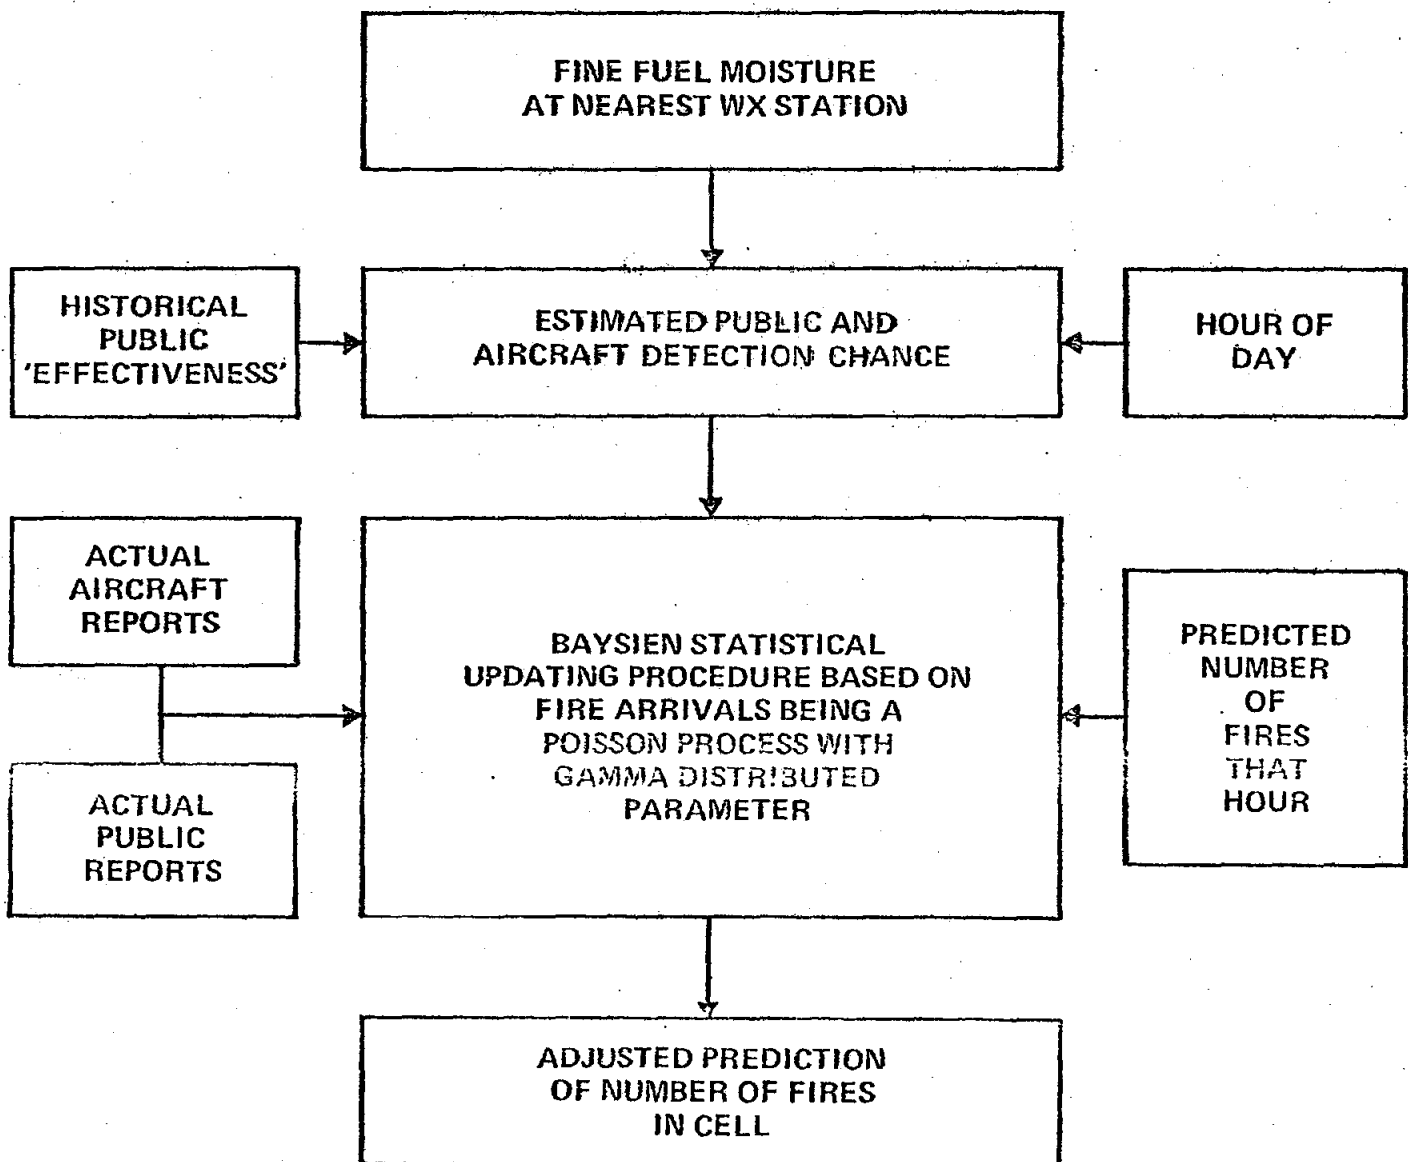 FINE FUEL MOISTURE
AT NEAREST WX STATION
HISTORICAL
PUBLIC
'EFFECTIVENESS'
ESTIMATED PUBLIC AND
AIRCRAFT DETECTION CHANCE
HOUR OF
DAY
ACTUAL
AIRCRAFT
REPORTS
ACTUAL
PUBLIC
REPORTS
BAYSIEN STATISTICAL
UPDATING PROCEDURE BASED ON
FIRE ARRIVALS BEING A
POISSON PROCESS WITH
GAMMA DISTRIBUTED
PARAMETER
PREDICTED
NUMBER
OF
FIRES
THAT
HOUR
ADJUSTED PREDICTION
OF NUMBER OF FIRES
IN CELL